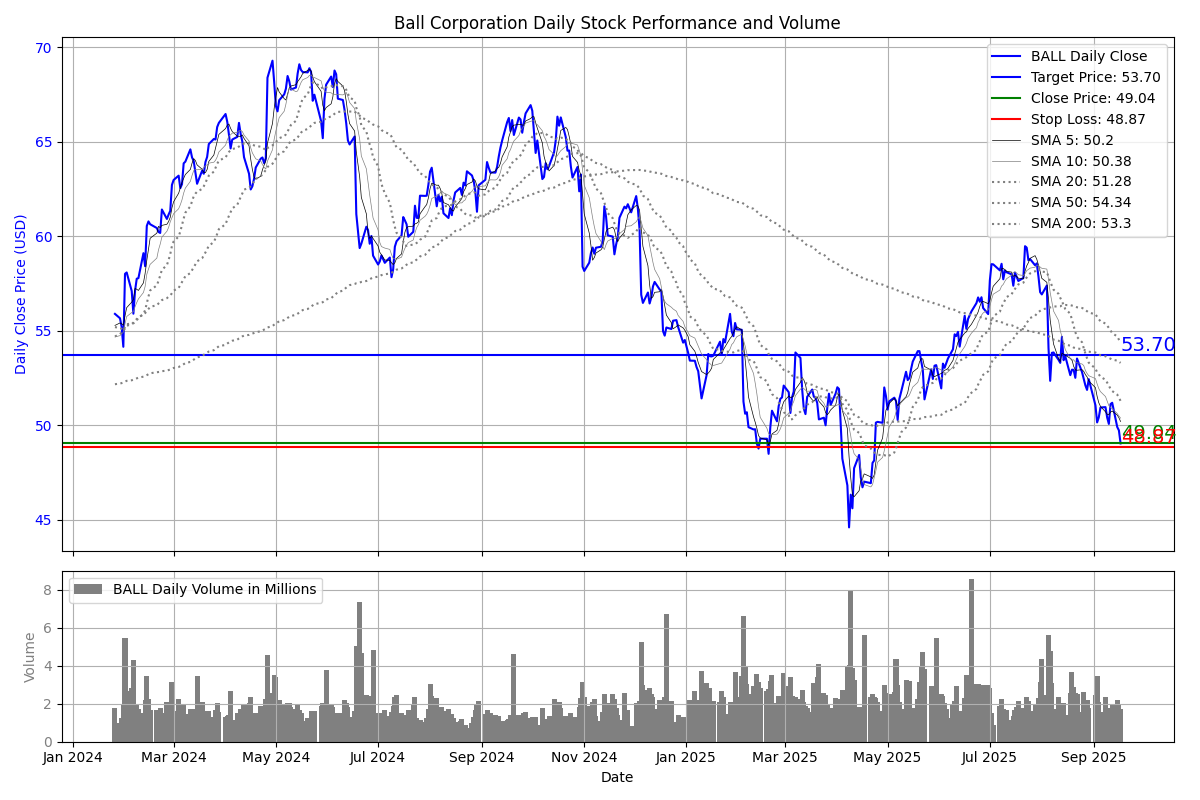 Ball Corporation Daily Stock Performance and Volume
70
65
60
55
50
45
Daily Close Price (USD)
BALL Daily Close
Target Price: 53.70
Close Price: 49.04
Stop Loss: 48.87
SMA 5: 50.2
SMA 10: 50.38
SMA 20: 51.28
SMA 50: 54.34
SMA 200: 53.3
53.70
49.04
48.87
BALL Daily Volume in Millions
8
6
4
2
0
Volume
Jan 2024
Mar 2024
May 2024
Jul 2024
Sep 2024
Nov 2024
Jan 2025
Mar 2025
May 2025
Jul 2025
Sep 2025
Date